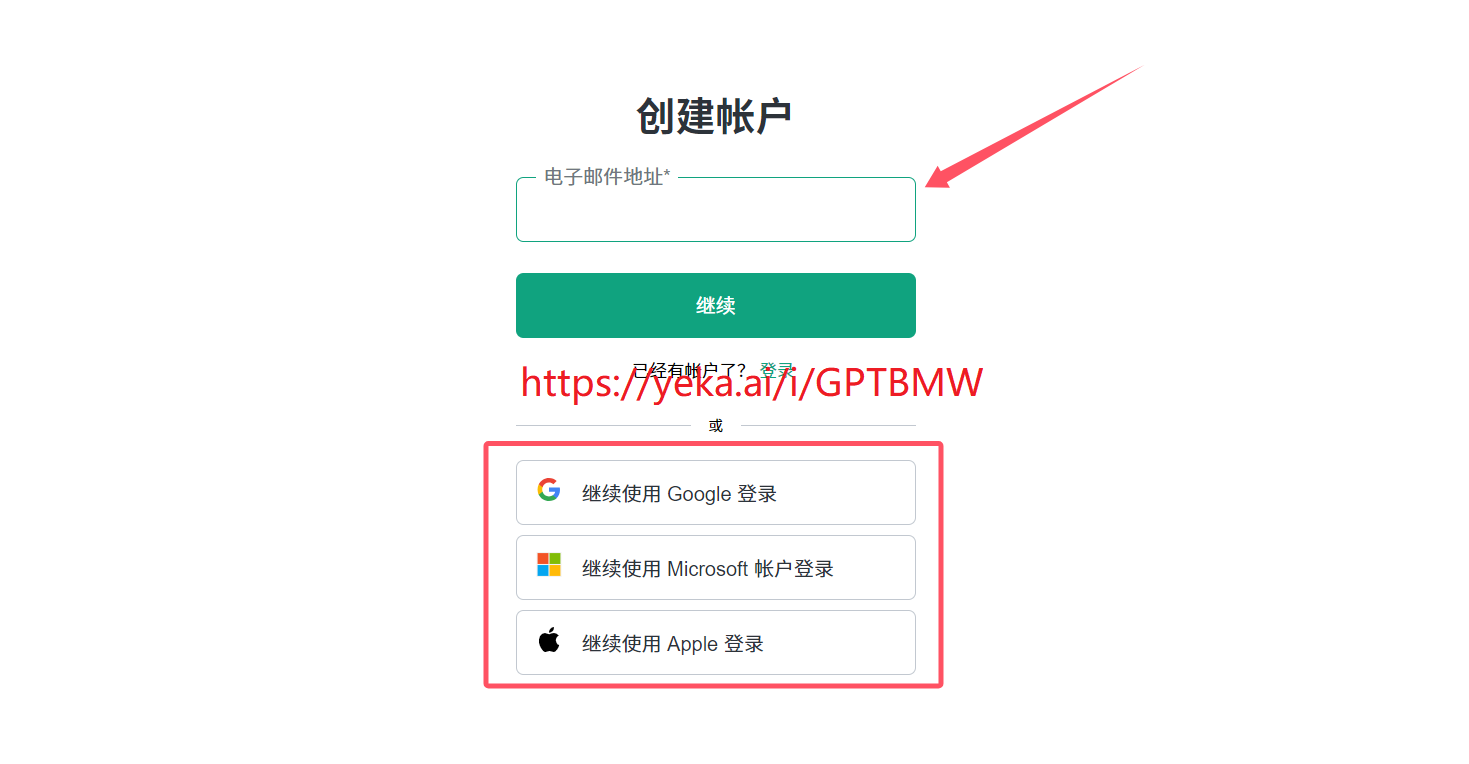 创建帐户
电子邮件地址*
继续
已经有帐户了? 登录
https://yeka.ai/i/GPTBMW
或
继续使用 Google 登录
继续使用 Microsoft 帐户登录
继续使用 Apple 登录